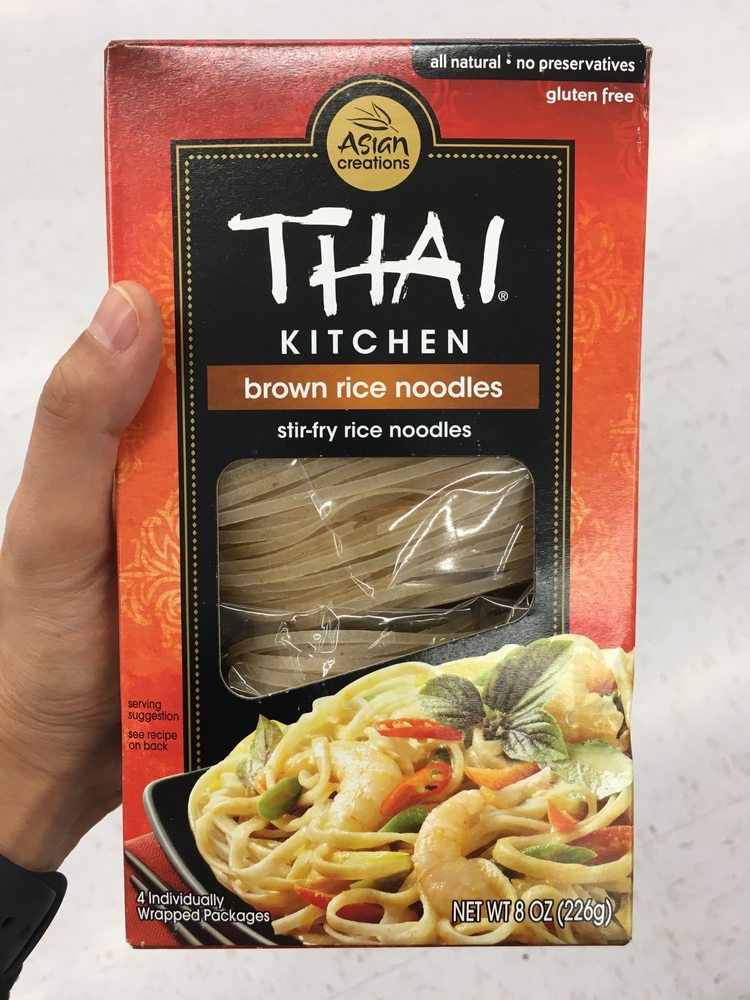 all natural • no preservatives
gluten free
Asian
creations
THAI®
KITCHEN
brown rice noodles
stir-fry rice noodles
serving
suggestion
see recipe
on back
4 Individually
Wrapped Packages
NET WT 8 OZ (226g)